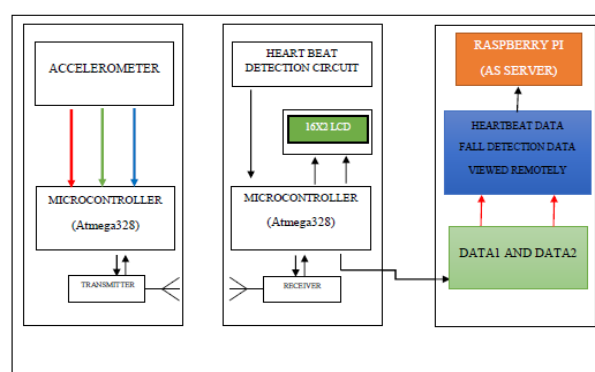 ACCELEROMETER
MICROCONTROLLER
(Atmega328)
TRANSMITTER
HEART BEAT
DETECTION CIRCUIT
16X2 LCD
MICROCONTROLLER
(Atmega328)
RECEIVER
RASPBERRY PI
(AS SERVER)
HEARTBEAT DATA
FALL DETECTION DATA
VIEWED REMOTELY
DATA1 AND DATA2